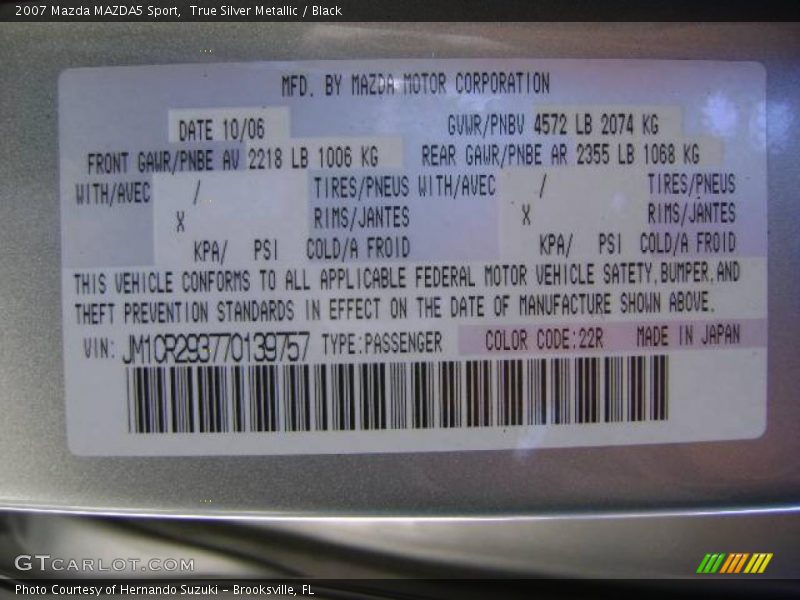 2007 Mazda MAZDA5 Sport, True Silver Metallic / Black
MFD. BY MAZDA MOTOR CORPORATION
DATE 10/06 GVWR/PNBV 4572 LB 2074 KG
FRONT GAWR/PNBE AV 2218 LB 1006 KG REAR GAWR/PNBE AR 2355 LB 1068 KG
WITH/AVEC / TIRES/PNEUS WITH/AVEC / TIRES/PNEUS
X RIMS/JANTES X RIMS/JANTES
KPA/ PSI COLD/A FROID KPA/ PSI COLD/A FROID
THIS VEHICLE CONFORMS TO ALL APPLICABLE FEDERAL MOTOR VEHICLE SAFETY, BUMPER, AND
THEFT PREVENTION STANDARDS IN EFFECT ON THE DATE OF MANUFACTURE SHOWN ABOVE.
VIN: JM1CR293770139757 TYPE:PASSENGER COLOR CODE:22R MADE IN JAPAN
GTCARLOT.COM
Photo Courtesy of Hernando Suzuki - Brooksville, FL